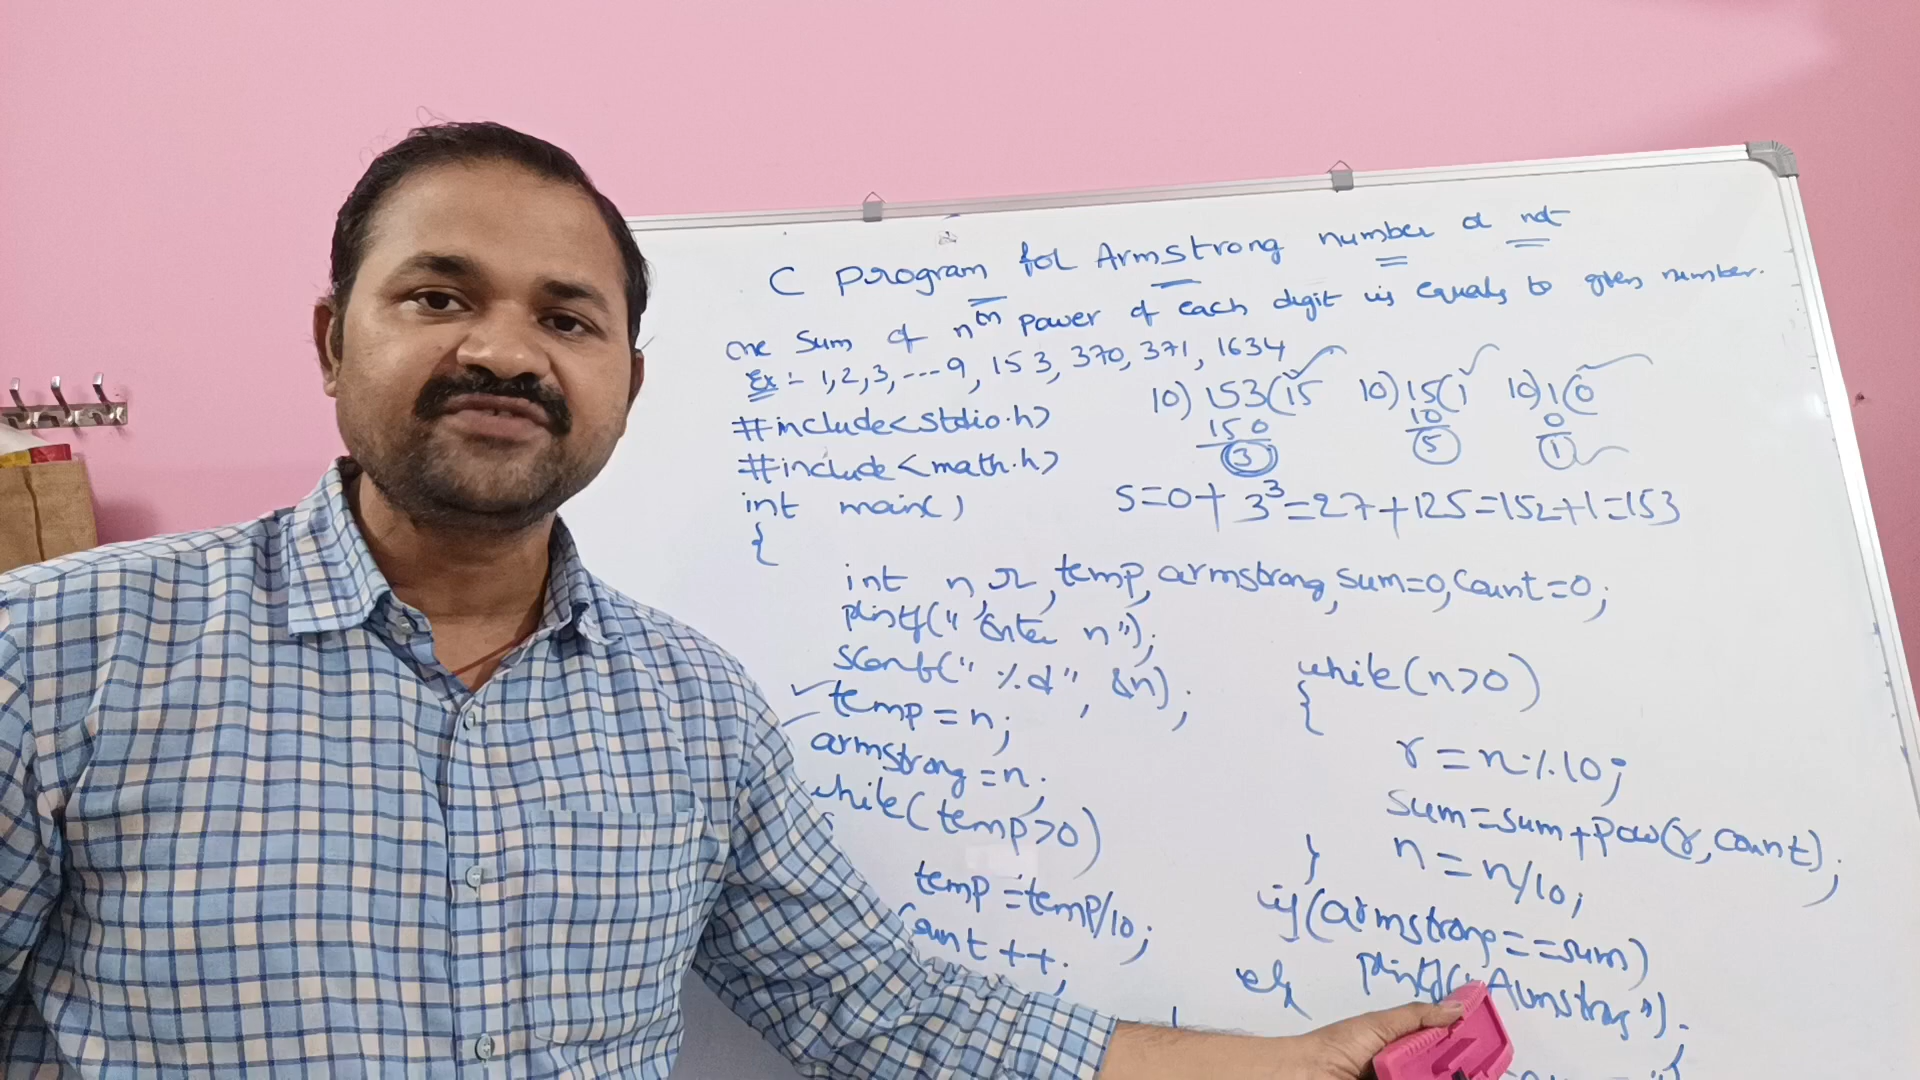 C program for Armstrong number or not
The Sum of nth power of each digit is equals to given number.
Ex:- 1,2,3,---9, 153, 370, 371, 1634
10)153(15 10)15(1 10)1(0
150 10 0
3 5 1
#include<stdio.h>
#include<math.h>
int main()
S=0+3³=27+125=152+1=153
{
int n,r,temp,armstrong,sum=0,count=0;
printf("Enter n");
scanf("%d",&n);
temp=n;
armstrong=n;
while(temp>0)
temp=temp/10;
count++;
while(n>0)
{
r=n%10;
sum=sum+pow(r,count);
n=n/10;
}
if(armstrong==sum)
printf("Armstrong");
else